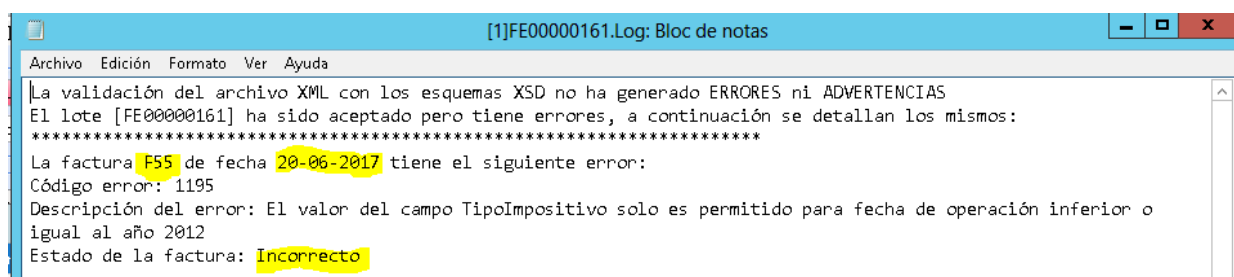 [1]FE00000161.Log: Bloc de notas
Archivo Edición Formato Ver Ayuda
La validación del archivo XML con los esquemas XSD no ha generado ERRORES ni ADVERTENCIAS
El lote [FE00000161] ha sido aceptado pero tiene errores, a continuación se detallan los mismos:
**********************************************************************
La factura F55 de fecha 20-06-2017 tiene el siguiente error:
Código error: 1195
Descripción del error: El valor del campo TipoImpositivo solo es permitido para fecha de operación inferior o
igual al año 2012
Estado de la factura: Incorrecto